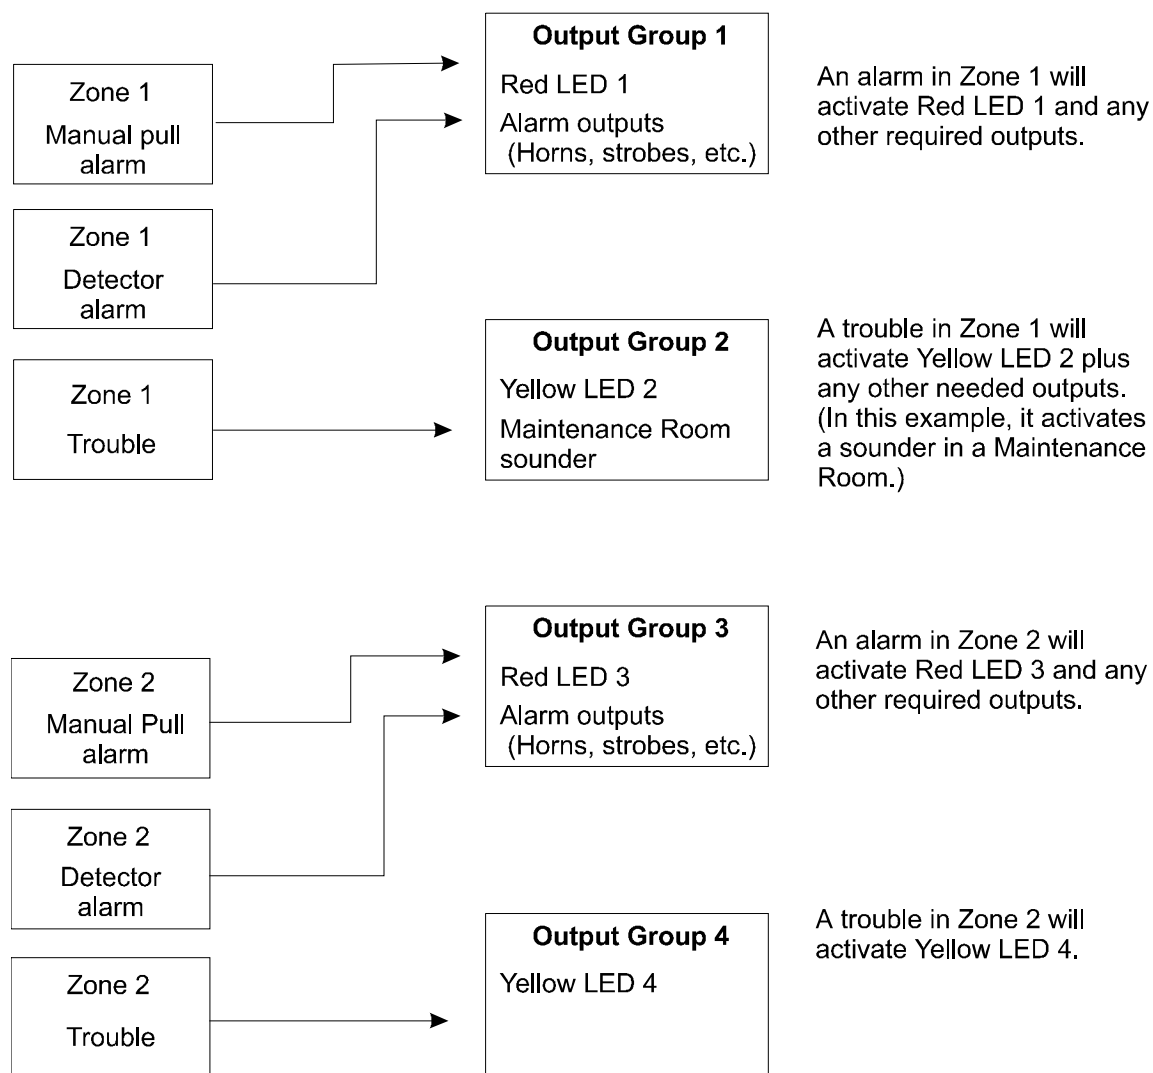 Zone 1
Manual pull
alarm
Zone 1
Detector
alarm
Zone 1
Trouble
Output Group 1
Red LED 1
Alarm outputs
(Horns, strobes, etc.)
An alarm in Zone 1 will
activate Red LED 1 and any
other required outputs.
Output Group 2
Yellow LED 2
Maintenance Room
sounder
A trouble in Zone 1 will
activate Yellow LED 2 plus
any other needed outputs.
(In this example, it activates
a sounder in a Maintenance
Room.)
Zone 2
Manual Pull
alarm
Zone 2
Detector
alarm
Zone 2
Trouble
Output Group 3
Red LED 3
Alarm outputs
(Horns, strobes, etc.)
An alarm in Zone 2 will
activate Red LED 3 and any
other required outputs.
Output Group 4
Yellow LED 4
A trouble in Zone 2 will
activate Yellow LED 4.